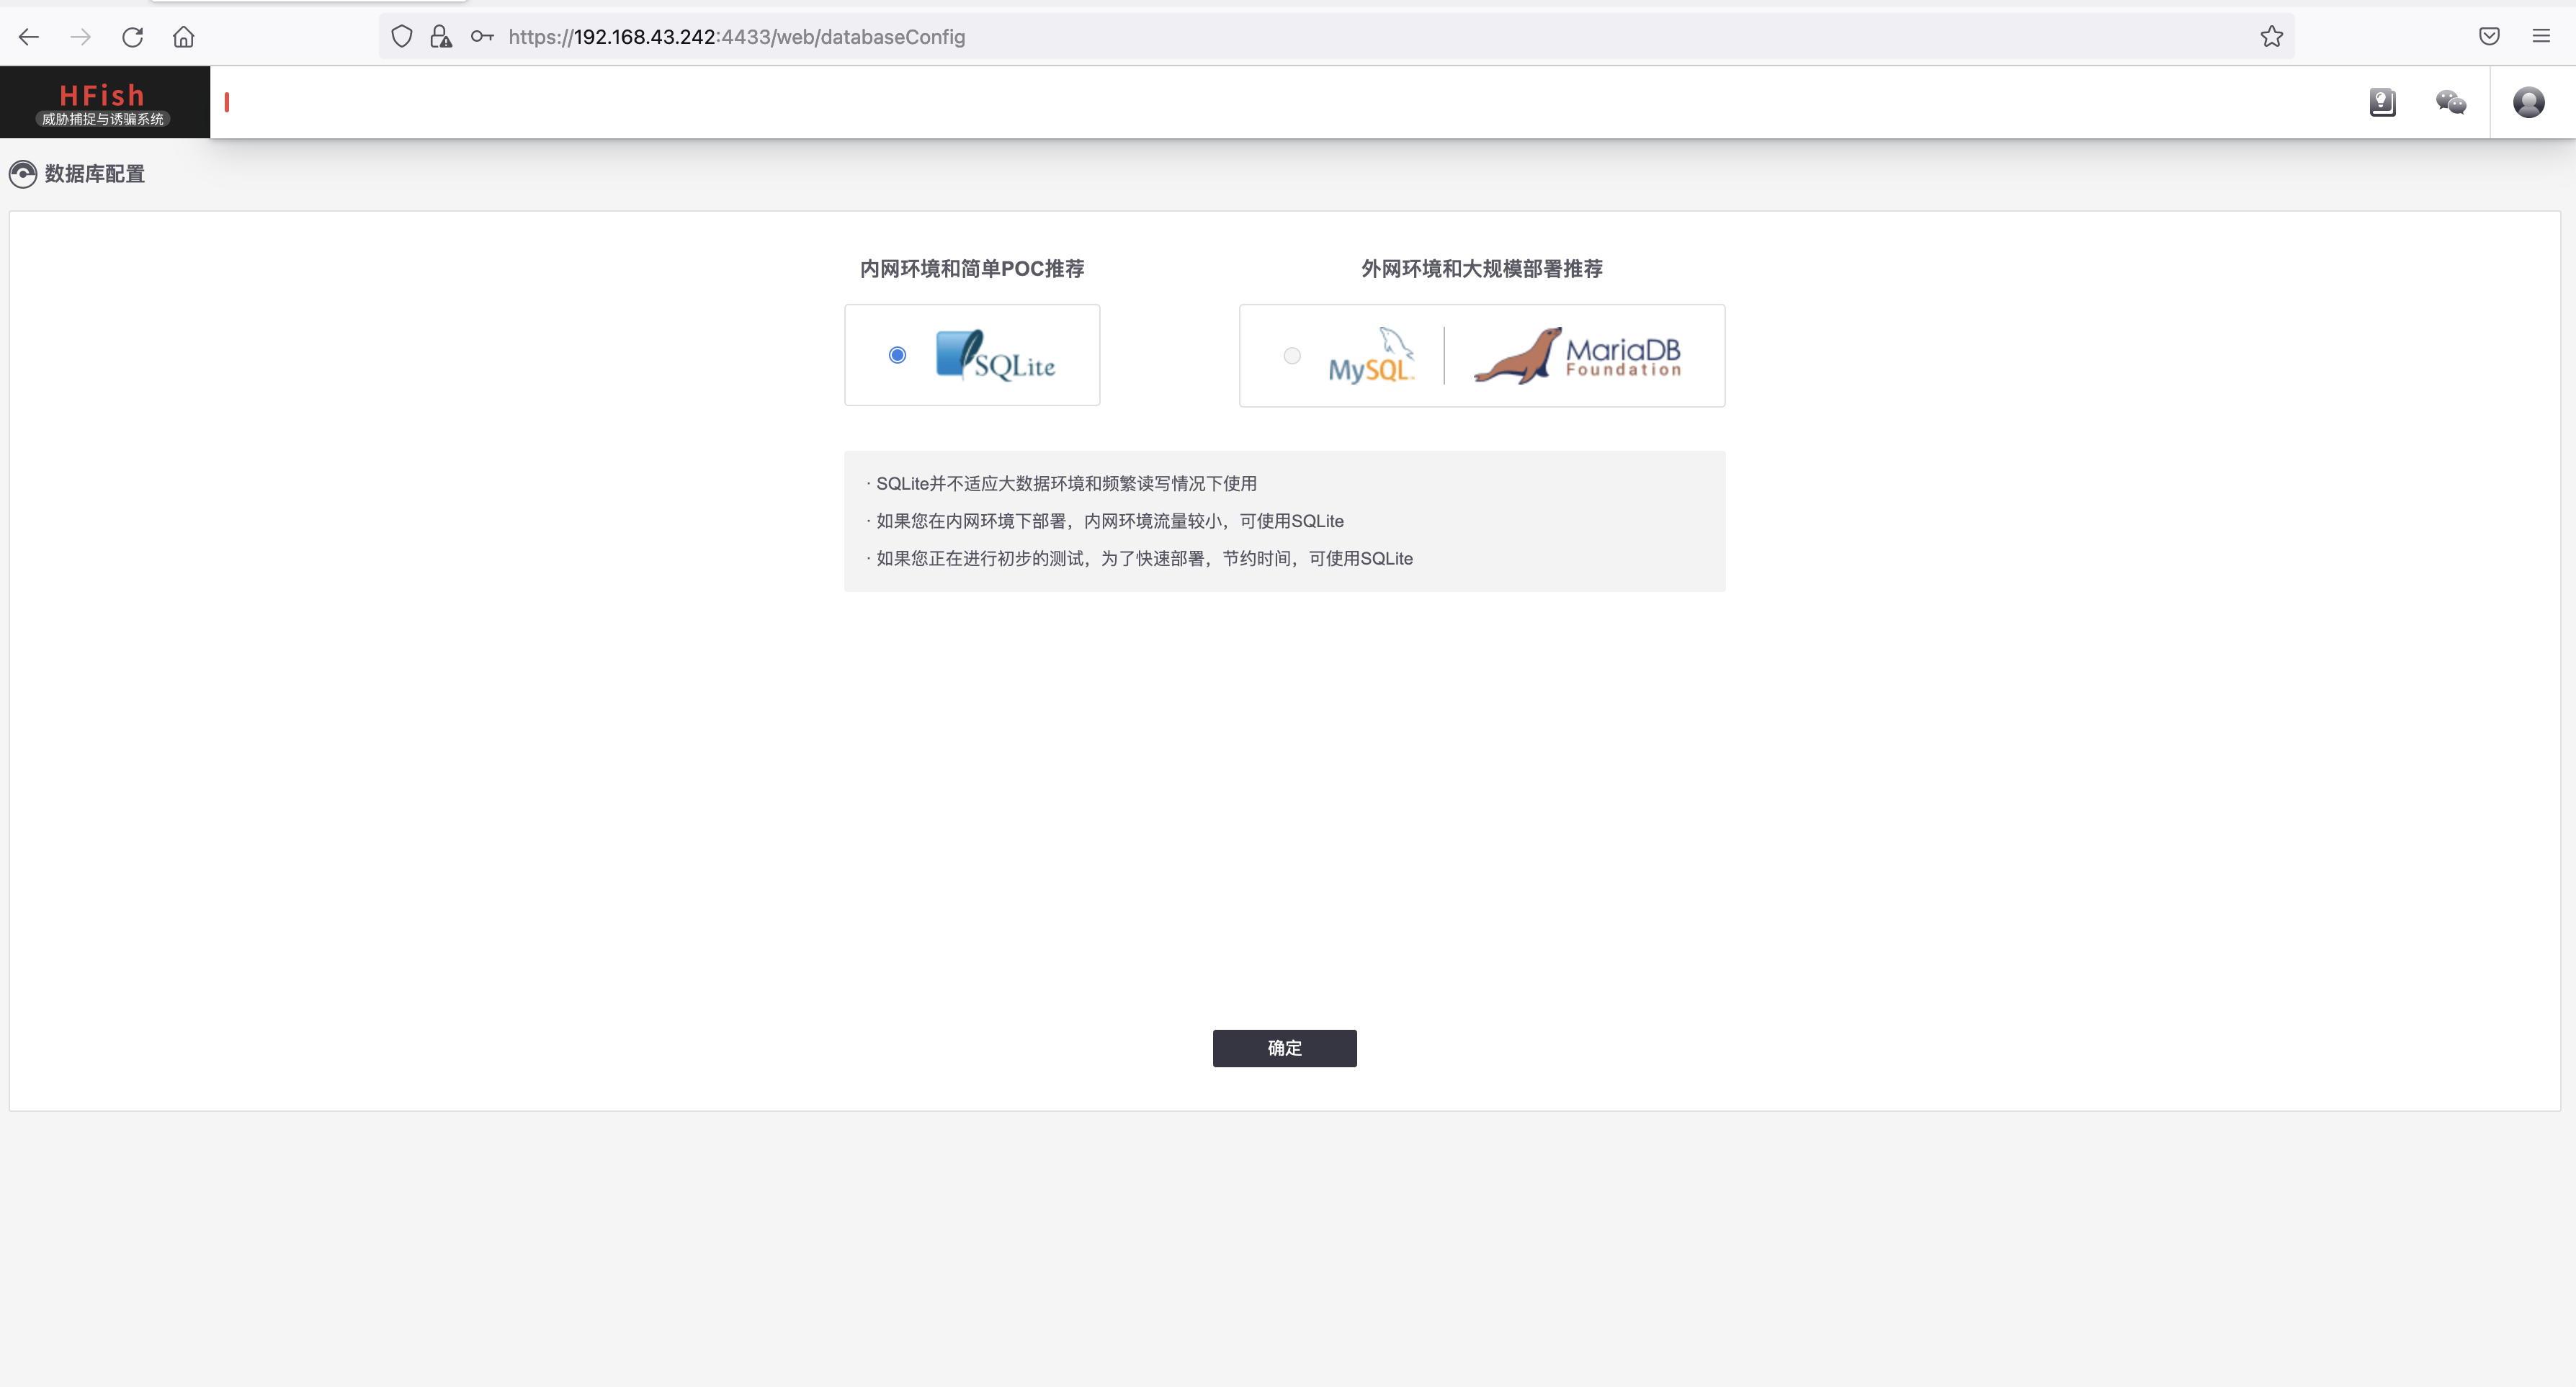 https://192.168.43.242:4433/web/databaseConfig
HFish
威胁捕捉与诱骗系统
数据库配置
内网环境和简单POC推荐
外网环境和大规模部署推荐
SQLite
MySQL™
MariaDB
Foundation
· SQLite并不适应大数据环境和频繁读写情况下使用
· 如果您在内网环境下部署，内网环境流量较小，可使用SQLite
· 如果您正在进行初步的测试，为了快速部署，节约时间，可使用SQLite
确定